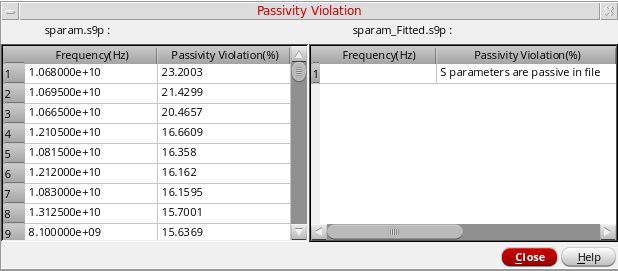 Passivity Violation
sparam.s9p :
sparam_Fitted.s9p :
Frequency(Hz) Passivity Violation(%)
1 1.068000e+10 23.2003
2 1.069500e+10 21.4299
3 1.066500e+10 20.4657
4 1.210500e+10 16.6609
5 1.081500e+10 16.358
6 1.212000e+10 16.162
7 1.083000e+10 16.1595
8 1.312500e+10 15.7001
9 8.100000e+09 15.6369
Frequency(Hz) Passivity Violation(%)
1 S parameters are passive in file
Close Help